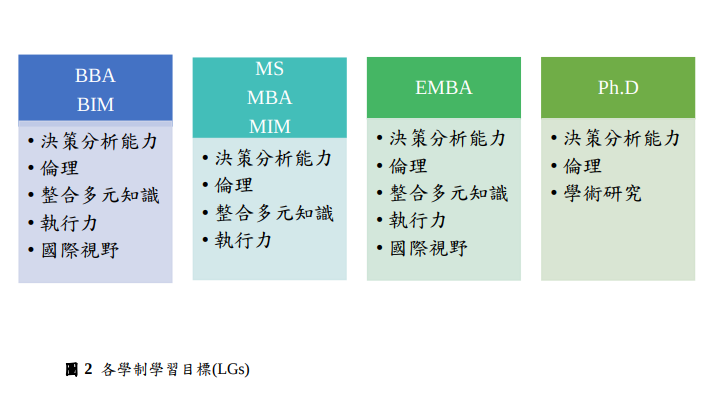 BBA
BIM
• 決策分析能力
• 倫理
• 整合多元知識
• 執行力
• 國際視野
MS
MBA
MIM
• 決策分析能力
• 倫理
• 整合多元知識
• 執行力
EMBA
• 決策分析能力
• 倫理
• 整合多元知識
• 執行力
• 國際視野
Ph.D
• 決策分析能力
• 倫理
• 學術研究
圖 2 各學制學習目標(LGs)